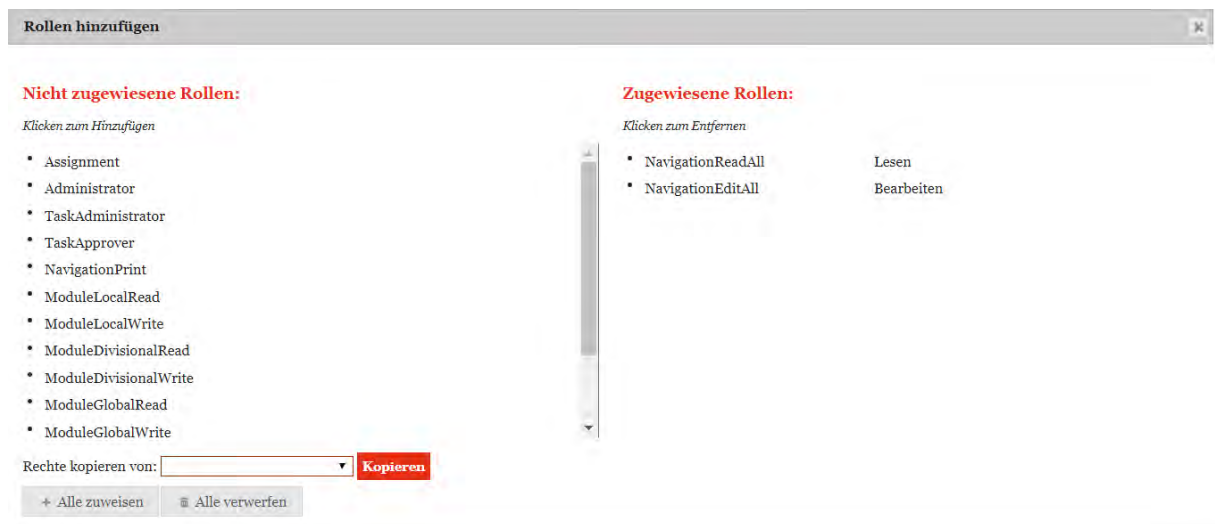 Rollen hinzufügen
Nicht zugewiesene Rollen:
Klicken zum Hinzufügen
• Assignment
• Administrator
• TaskAdministrator
• TaskApprover
• NavigationPrint
• ModuleLocalRead
• ModuleLocalWrite
• ModuleDivisionalRead
• ModuleDivisionalWrite
• ModuleGlobalRead
• ModuleGlobalWrite
Rechte kopieren von: Kopieren
+ Alle zuweisen Alle verwerfen
Zugewiesene Rollen:
Klicken zum Entfernen
• NavigationReadAll Lesen
• NavigationEditAll Bearbeiten